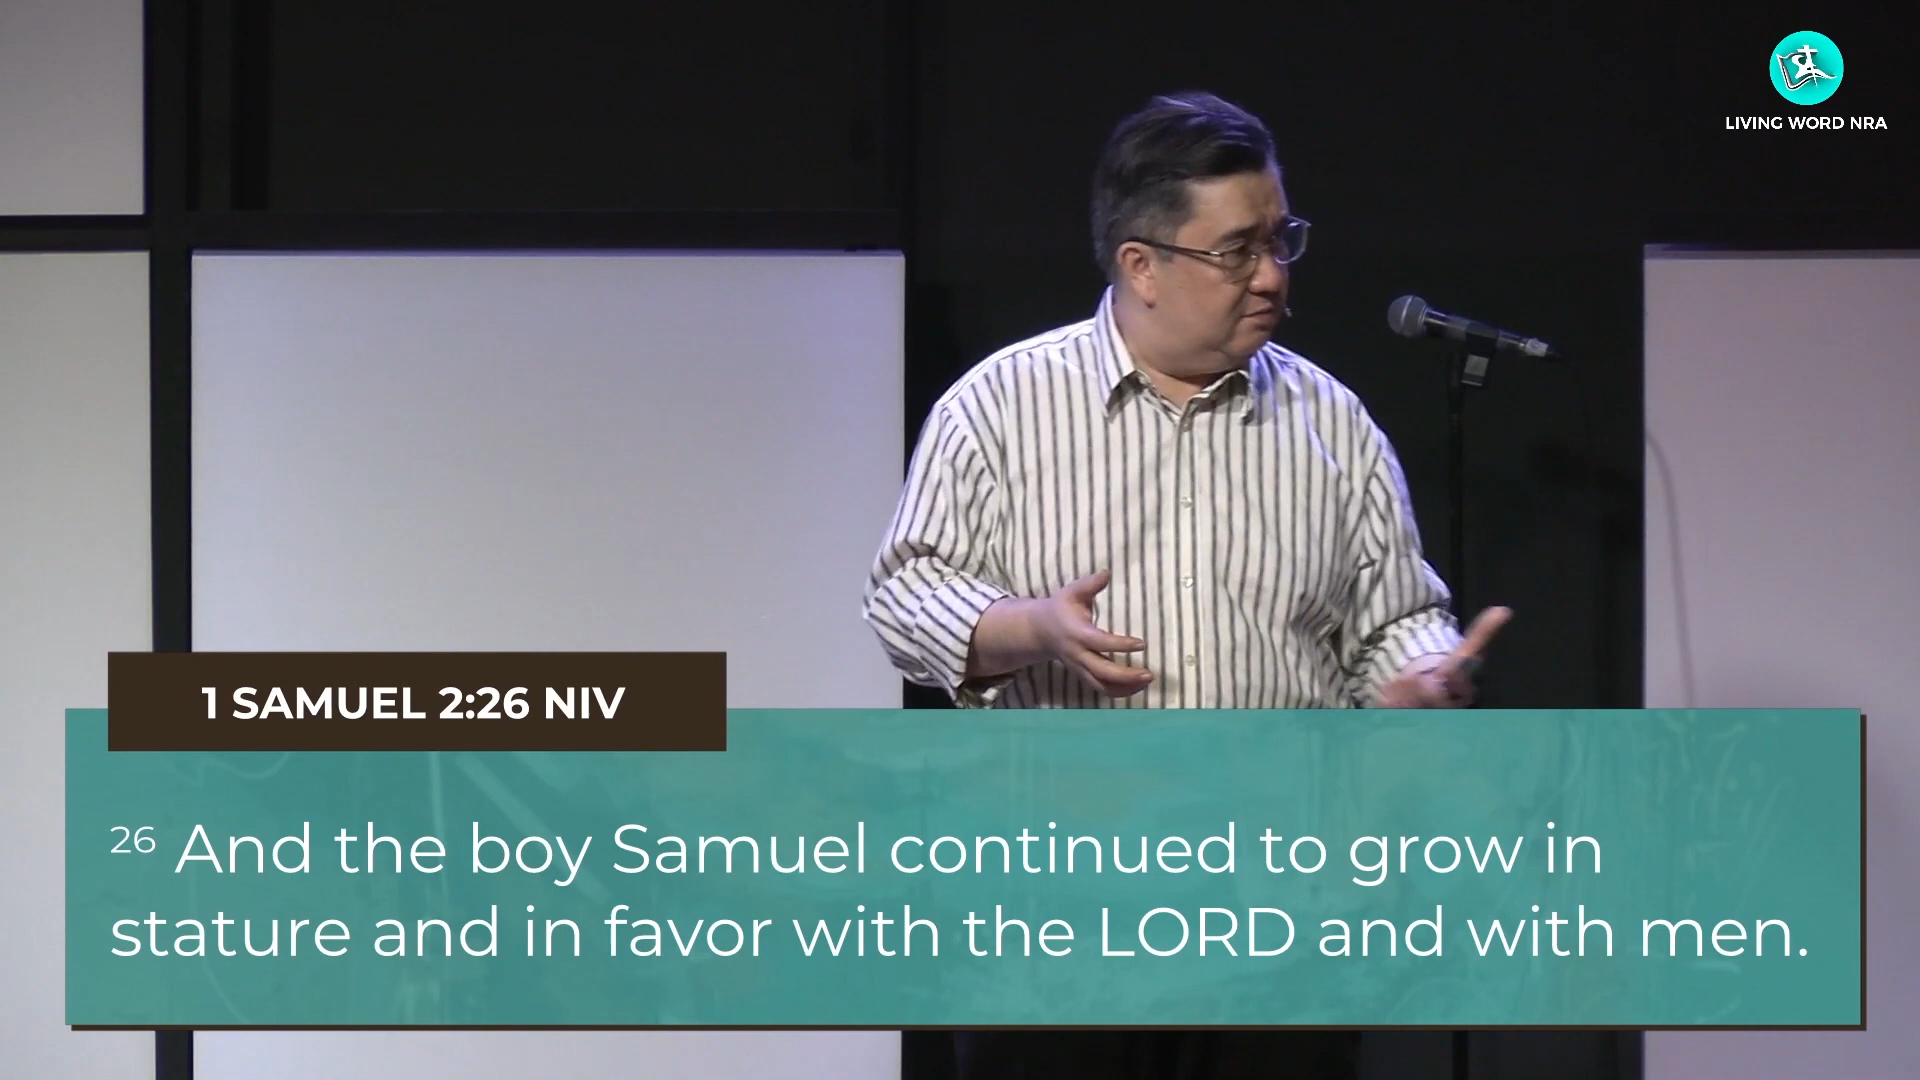 LIVING WORD NRA
1 SAMUEL 2:26 NIV
26 And the boy Samuel continued to grow in
stature and in favor with the LORD and with men.